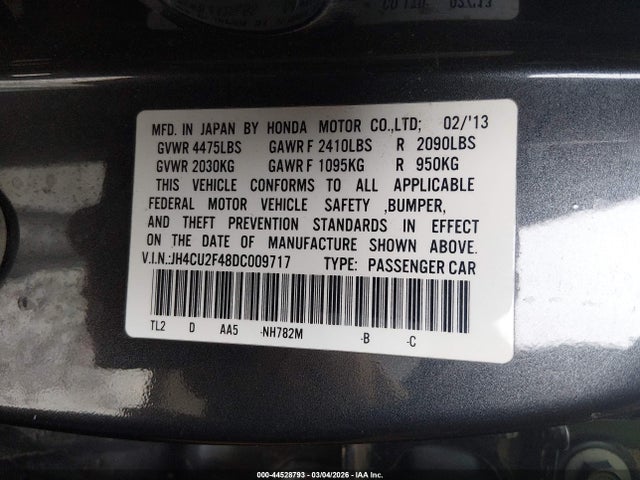 MFD. IN JAPAN BY HONDA MOTOR CO.,LTD; 02/'13
GVWR 4475LBS GAWR F 2410LBS R 2090LBS
GVWR 2030KG GAWR F 1095KG R 950KG
THIS VEHICLE CONFORMS TO ALL APPLICABLE
FEDERAL MOTOR VEHICLE SAFETY ,BUMPER,
AND THEFT PREVENTION STANDARDS IN EFFECT
ON THE DATE OF MANUFACTURE SHOWN ABOVE.
V.I.N.:JH4CU2F48DC009717 TYPE: PASSENGER CAR
TL2 D AA5 -NH782M -B -C
000-44528793 - 03/04/2026 - IAA Inc.